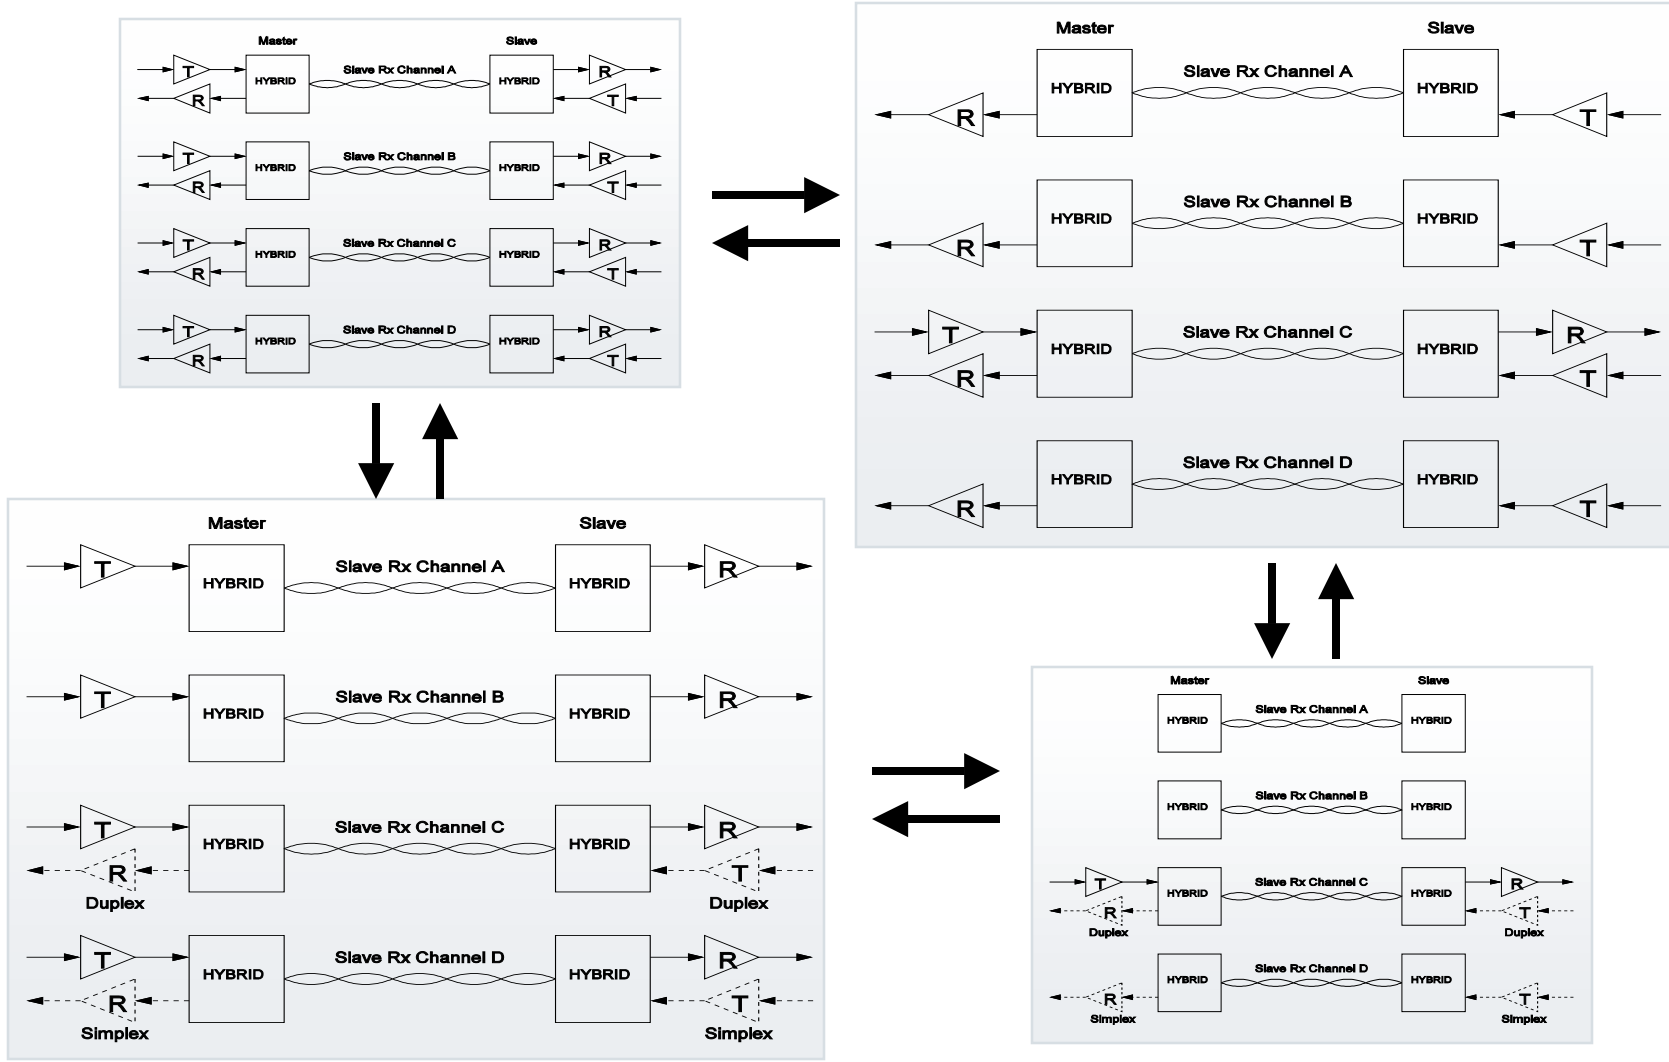 Master Slave
T HYBRID Slave Rx Channel A HYBRID R
R T
T HYBRID Slave Rx Channel B HYBRID R
R T
T HYBRID Slave Rx Channel C HYBRID R
R T
T HYBRID Slave Rx Channel D HYBRID R
R T
Master Slave
HYBRID Slave Rx Channel A HYBRID
R T
HYBRID Slave Rx Channel B HYBRID
R T
T HYBRID Slave Rx Channel C HYBRID R
R T
HYBRID Slave Rx Channel D HYBRID
R T
Master Slave
T HYBRID Slave Rx Channel A HYBRID R
T HYBRID Slave Rx Channel B HYBRID R
T HYBRID Slave Rx Channel C HYBRID R
R T
Duplex Duplex
T HYBRID Slave Rx Channel D HYBRID R
R T
Simplex Simplex
Master Slave
HYBRID Slave Rx Channel A HYBRID
HYBRID Slave Rx Channel B HYBRID
T HYBRID Slave Rx Channel C HYBRID R
R T
Duplex Duplex
HYBRID Slave Rx Channel D HYBRID
R T
Simplex Simplex